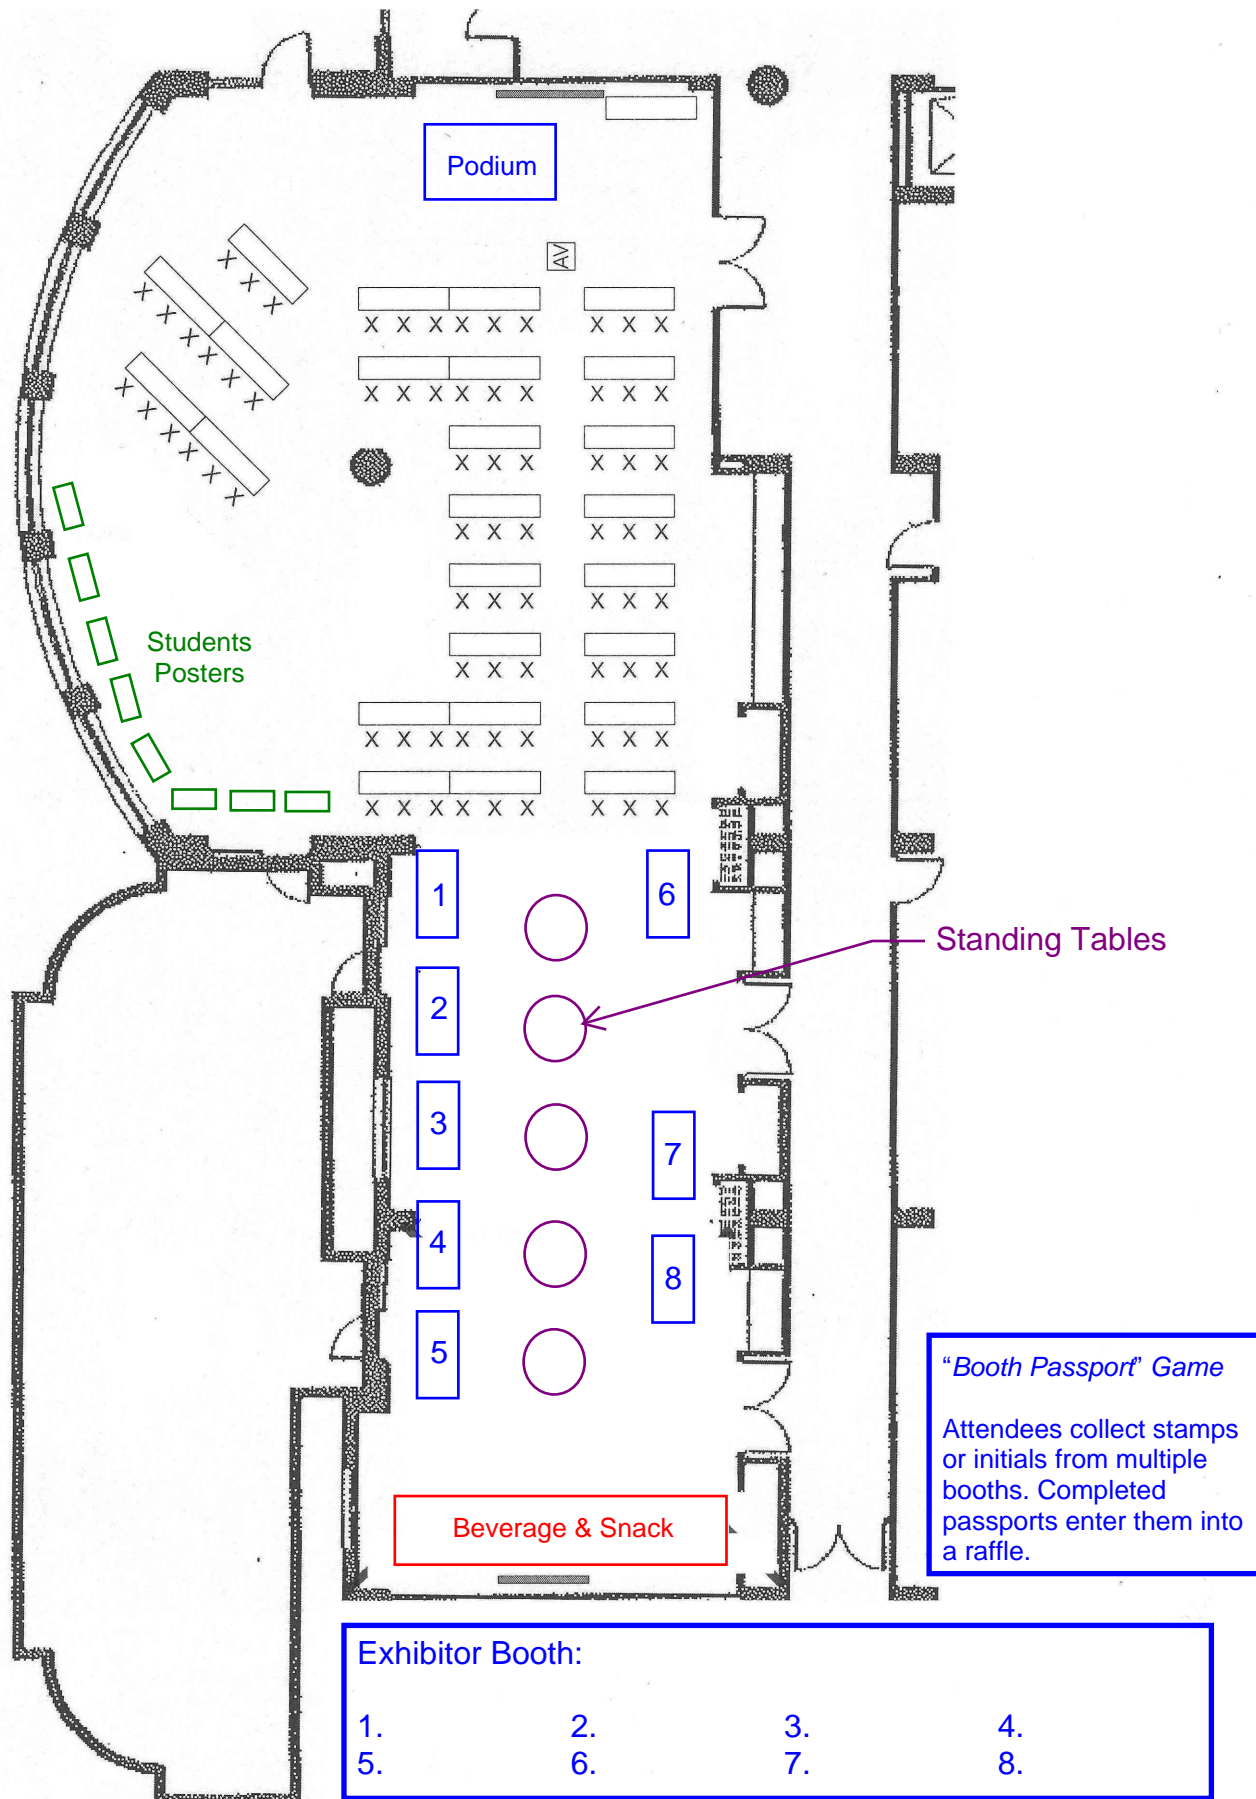 Podium
AV
X X X
X X X X X X
X X X X X X
X X X X X X X X X
X X X X X X X X X
X X X X X X
X X X X X X
X X X X X X
X X X X X X
Students
Posters
X X X X X X X X X
X X X X X X X X X
1
6
Standing Tables
2
3
7
4
8
5
“Booth Passport” Game
Attendees collect stamps
or initials from multiple
booths. Completed
passports enter them into
a raffle.
Beverage & Snack
Exhibitor Booth:
1. 2. 3. 4.
5. 6. 7. 8.